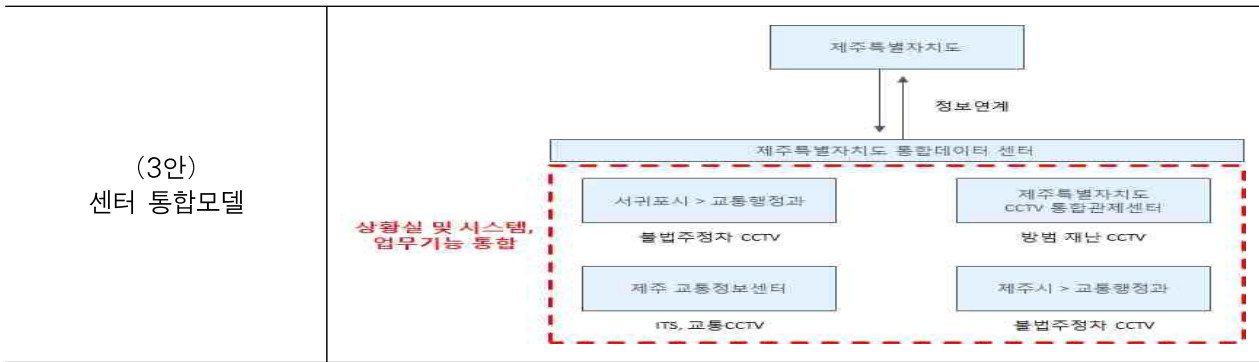 (3안)
센터 통합모델
제주특별자치도
정보연계
제주특별자치도 통합데이터 센터
상황실 및 시스템,
업무기능 통합
서귀포시 > 교통행정과
불법주정차 CCTV
제주특별자치도
CCTV 통합관제센터
방범 재난 CCTV
제주 교통정보센터
ITS, 교통CCTV
제주시 > 교통행정과
불법주정차 CCTV